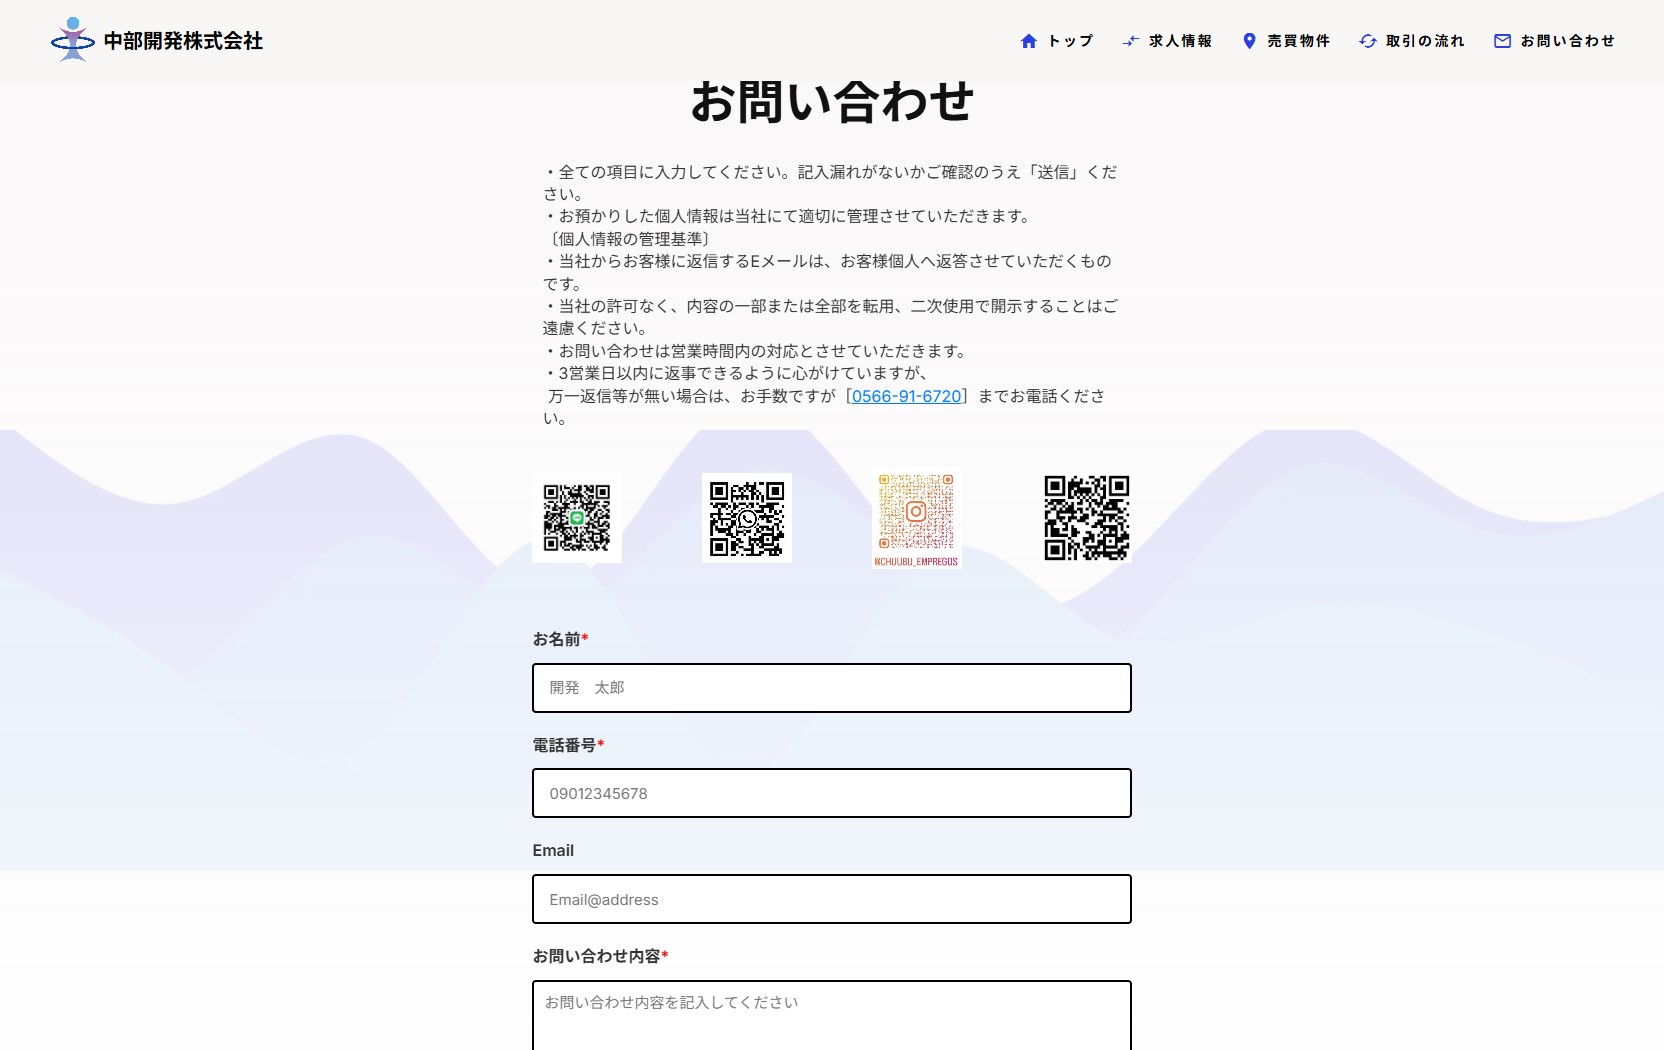 中部開発株式会社
トップ
求人情報
売買物件
取引の流れ
お問い合わせ
お問い合わせ
・全ての項目に入力してください。記入漏れがないかご確認のうえ「送信」くだ
さい。
・お預かりした個人情報は当社にて適切に管理させていただきます。
〔個人情報の管理基準〕
・当社からお客様に返信するEメールは、お客様個人へ返答させていただくもの
です。
・当社の許可なく、内容の一部または全部を転用、二次使用で開示することはご
遠慮ください。
・お問い合わせは営業時間内の対応とさせていただきます。
・3営業日以内に返事できるように心がけていますが、
万一返信等が無い場合は、お手数ですが［0566-91-6720］までお電話くださ
い。
@CHUUBU_EMPREGOS
お名前*
開発　太郎
電話番号*
09012345678
Email
Email@address
お問い合わせ内容*
お問い合わせ内容を記入してください